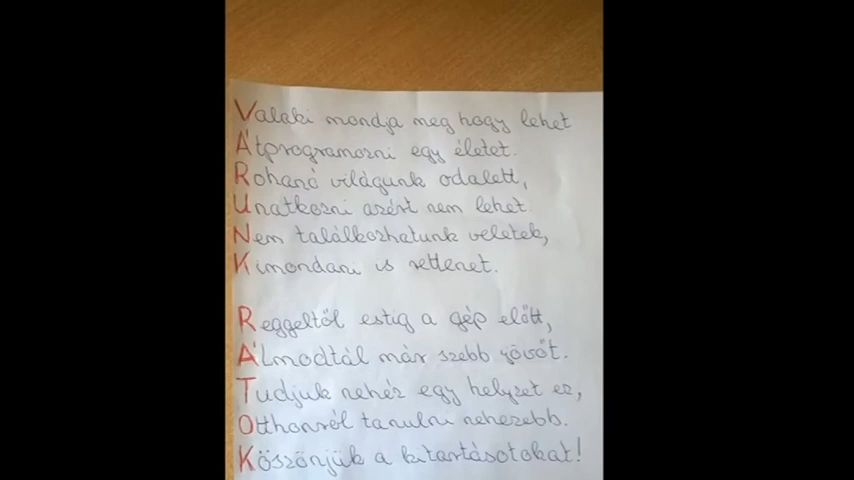 Valaki mondja meg hogy lehet
Átprogramozni egy életet.
Rohanó világunk odalett,
Unatkozni azért nem lehet.
Nem találkozhatunk veletek,
Kimondani is rettenet.
Reggeltől estig a gép előtt,
Álmodtál már szebb jövőt.
Tudjuk nehéz egy helyzet ez,
Otthonról tanulni nehezebb.
Köszönjük a kitartásotokat!